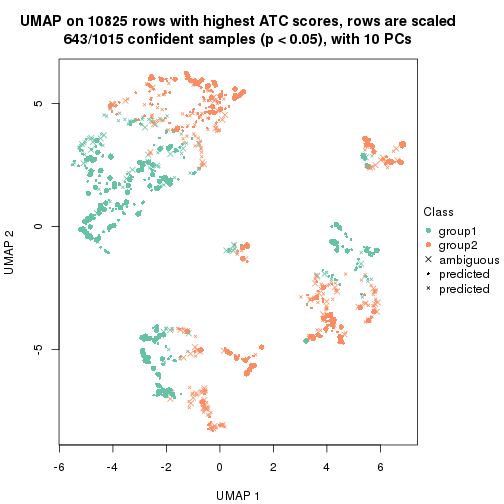 UMAP on 10825 rows with highest ATC scores, rows are scaled
643/1015 confident samples (p < 0.05), with 10 PCs
UMAP 2
5
0
-5
-6
-4
-2
0
2
4
6
UMAP 1
Class
group1
group2
ambiguous
predicted
predicted